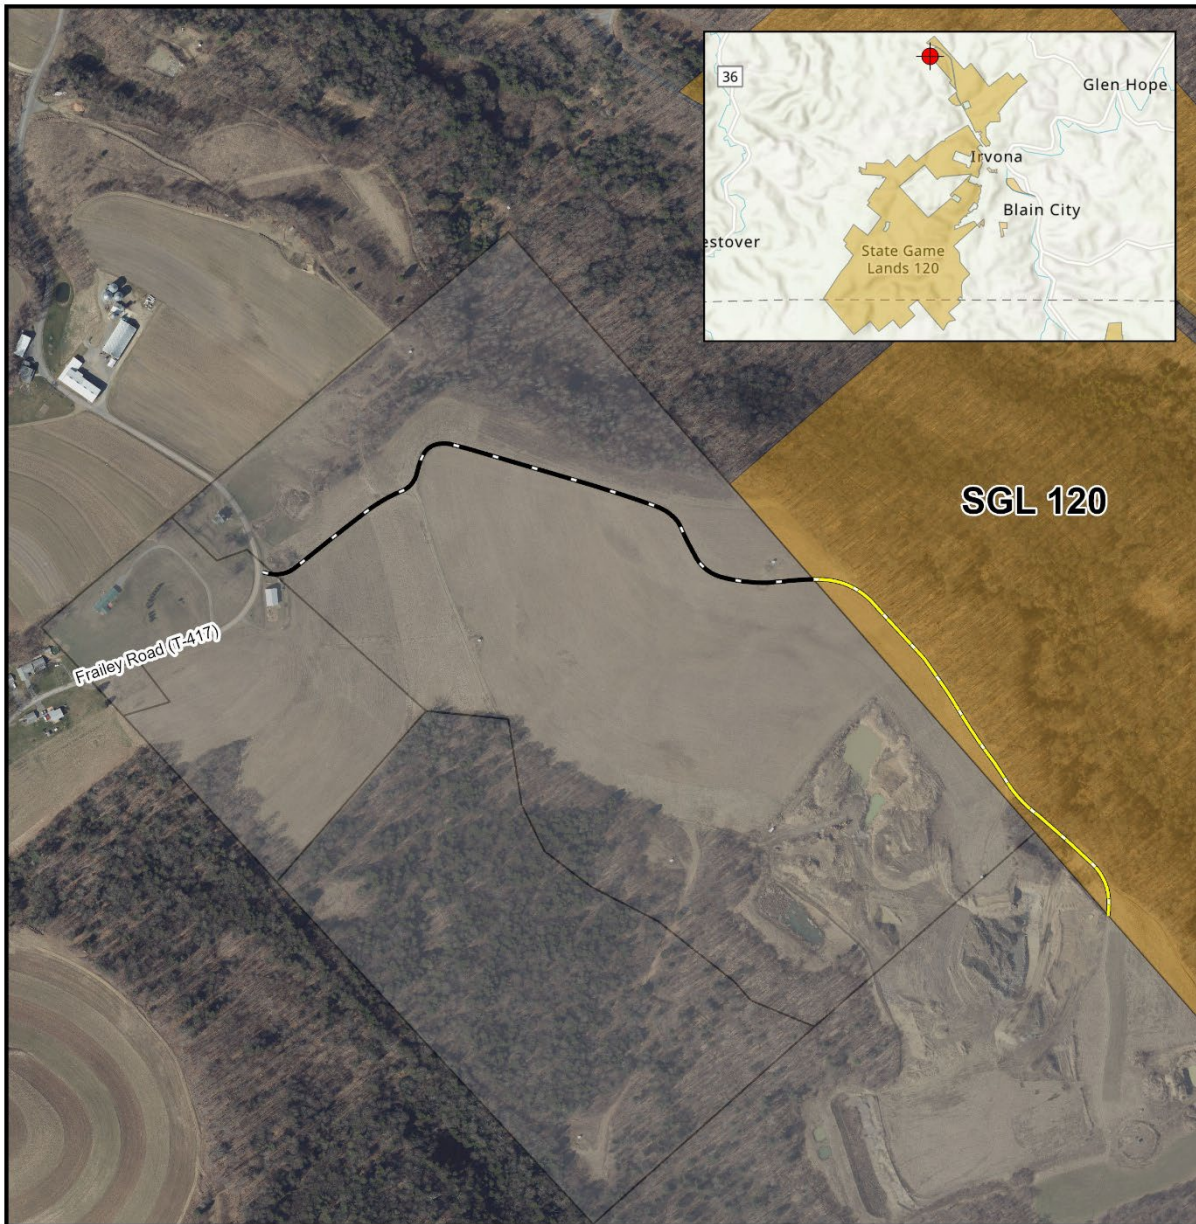 36
Glen Hope
Irvona
Blain City
estover
State Game
Lands 120
SGL 120
Frailey Road (T-417)